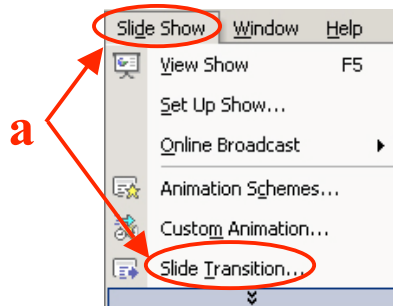 Slide Show Window Help
View Show F5
Set Up Show...
a
Online Broadcast
Animation Schemes...
Custom Animation...
Slide Transition...